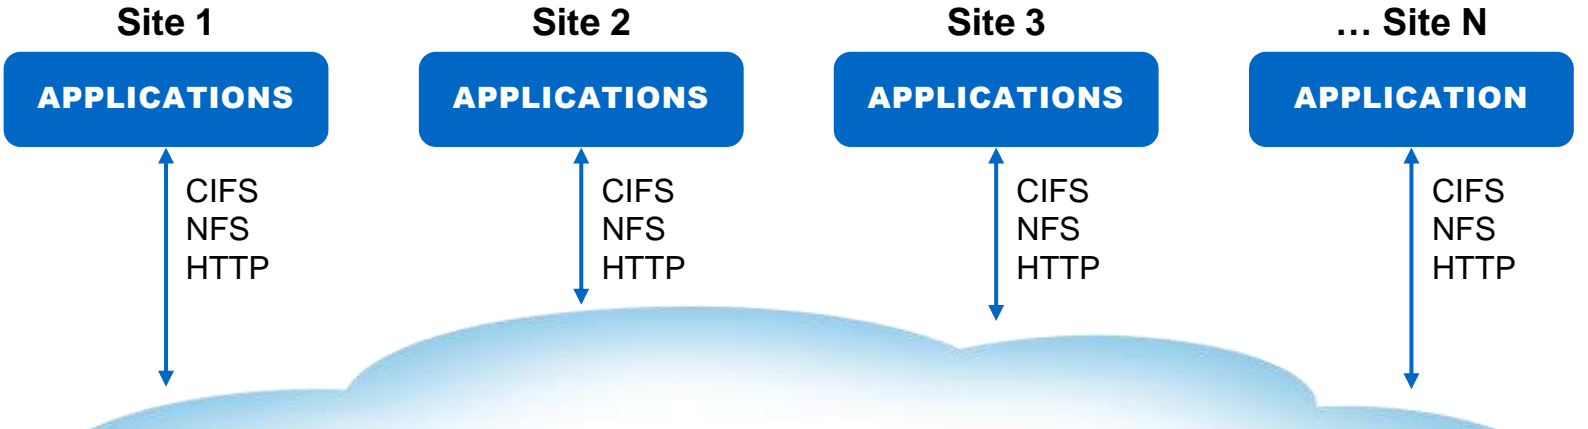 Site 1
Site 2
Site 3
... Site N
APPLICATIONS
APPLICATIONS
APPLICATIONS
APPLICATION
CIFS
NFS
HTTP
CIFS
NFS
HTTP
CIFS
NFS
HTTP
CIFS
NFS
HTTP